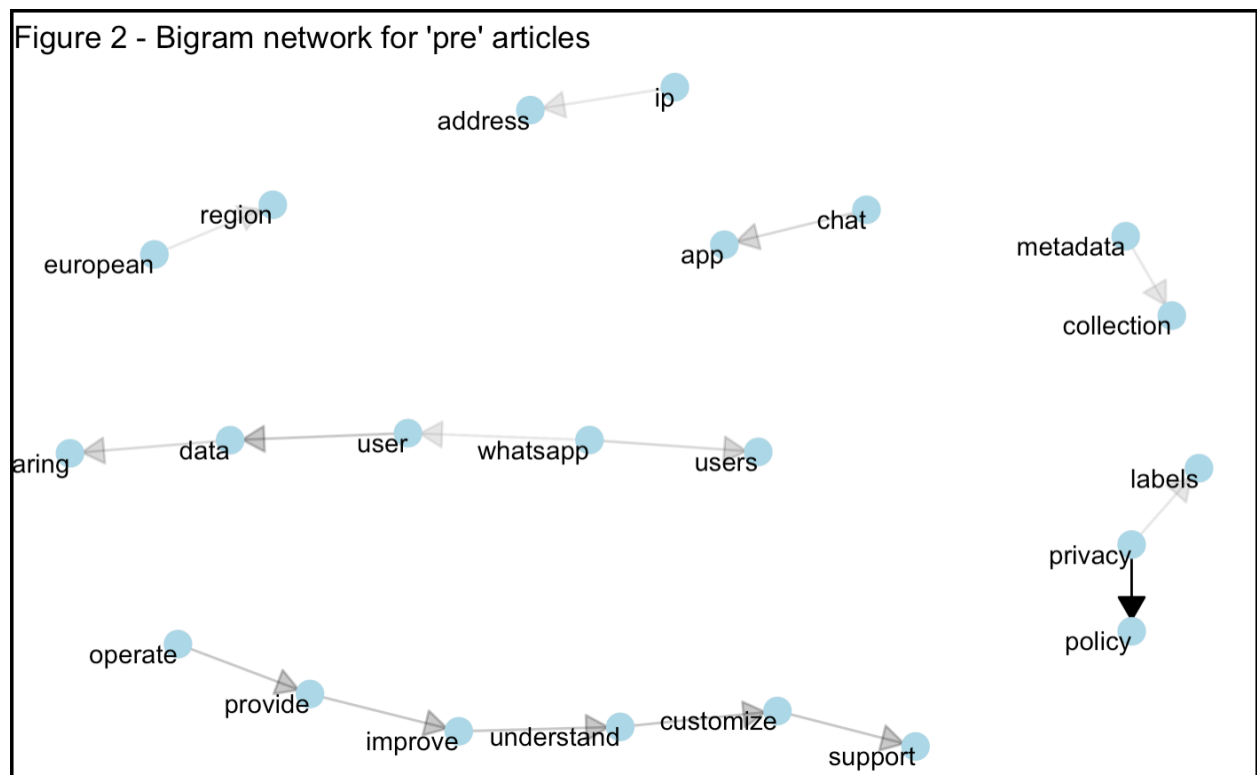 Figure 2 - Bigram network for 'pre' articles
ip
address
region
chat
european
app
metadata
collection
aring
data
user
whatsapp
users
labels
privacy
policy
operate
provide
improve
understand
customize
support